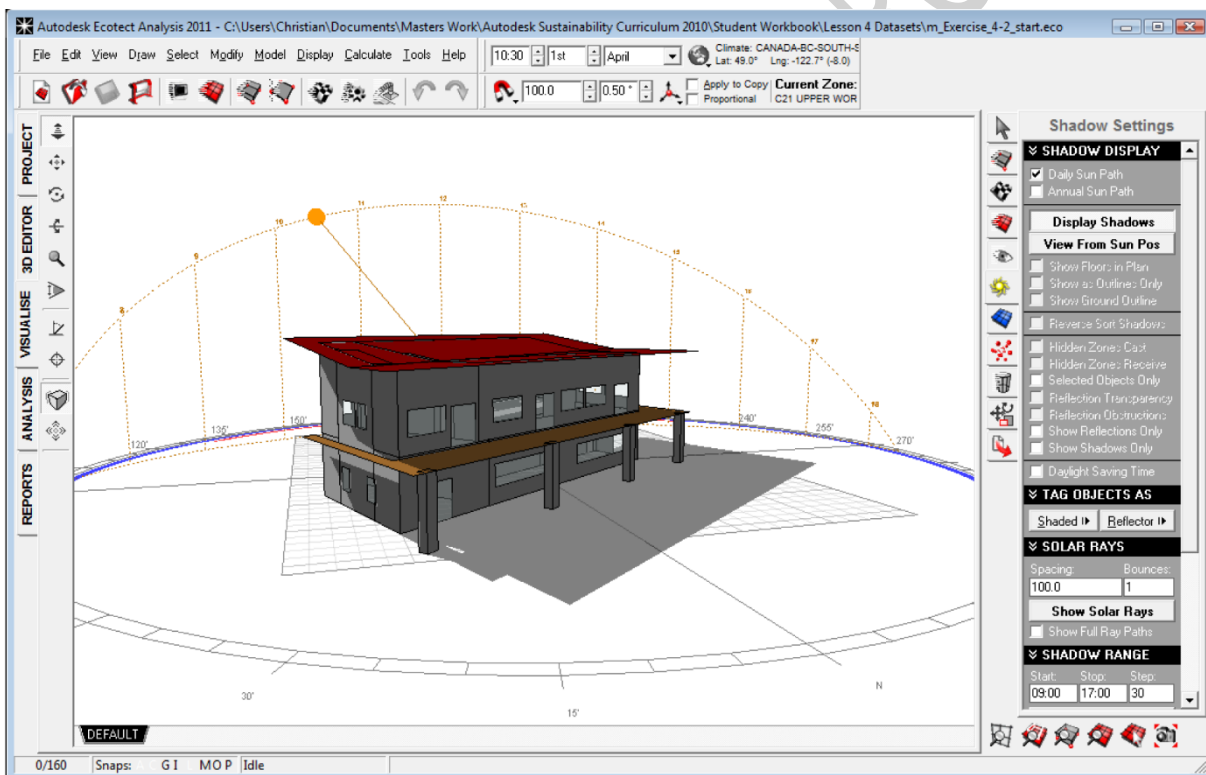 Autodesk Ecotect Analysis 2011 - C:\Users\Christian\Documents\Masters Work\Autodesk Sustainability Curriculum 2010\Student Workbook\Lesson 4 Datasets\m_Exercise_4-2_start.eco
File Edit View Draw Select Modify Model Display Calculate Tools Help
10:30 1st April
Climate: CANADA-BC-SOUTH-S
Lat: 49.0° Lng: -122.7° (-8.0)
100.0 0.50 °
Apply to Copy
Proportional
Current Zone:
C21 UPPER WOR
PROJECT
3D EDITOR
VISUALISE
ANALYSIS
REPORTS
8
9
10
11
12
13
14
15
16
17
18
120°
135°
150°
240°
255°
270°
30°
15°
N
DEFAULT
Shadow Settings
SHADOW DISPLAY
Daily Sun Path
Annual Sun Path
Display Shadows
View From Sun Pos
Show Floors in Plan
Show as Outlines Only
Show Ground Outline
Reverse Sort Shadows
Hidden Zones Cast
Hidden Zones Receive
Selected Objects Only
Reflection Transparency
Reflection Obstructions
Show Reflections Only
Show Shadows Only
Daylight Saving Time
TAG OBJECTS AS
Shaded Reflector
SOLAR RAYS
Spacing: Bounces:
100.0 1
Show Solar Rays
Show Full Ray Paths
SHADOW RANGE
Start: Stop: Step:
09:00 17:00 30
0/160 Snaps: G I L M O P Idle